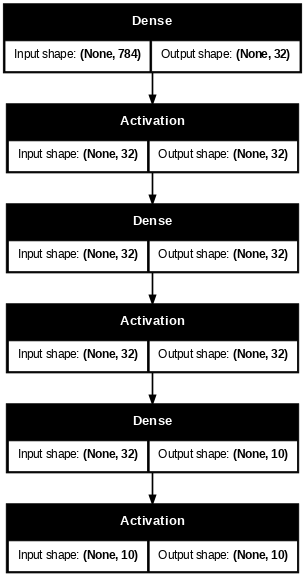 Dense
Input shape: (None, 784) Output shape: (None, 32)
Activation
Input shape: (None, 32) Output shape: (None, 32)
Dense
Input shape: (None, 32) Output shape: (None, 32)
Activation
Input shape: (None, 32) Output shape: (None, 32)
Dense
Input shape: (None, 32) Output shape: (None, 10)
Activation
Input shape: (None, 10) Output shape: (None, 10)